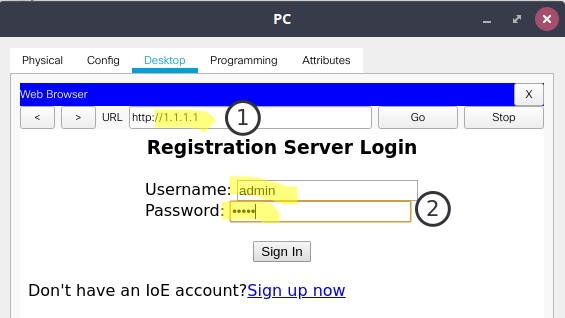 PC
Physical Config Desktop Programming Attributes
Web Browser X
< > URL http://1.1.1.1 1 Go Stop
Registration Server Login
Username: admin
Password: ••••• 2
Sign In
Don't have an IoE account?Sign up now